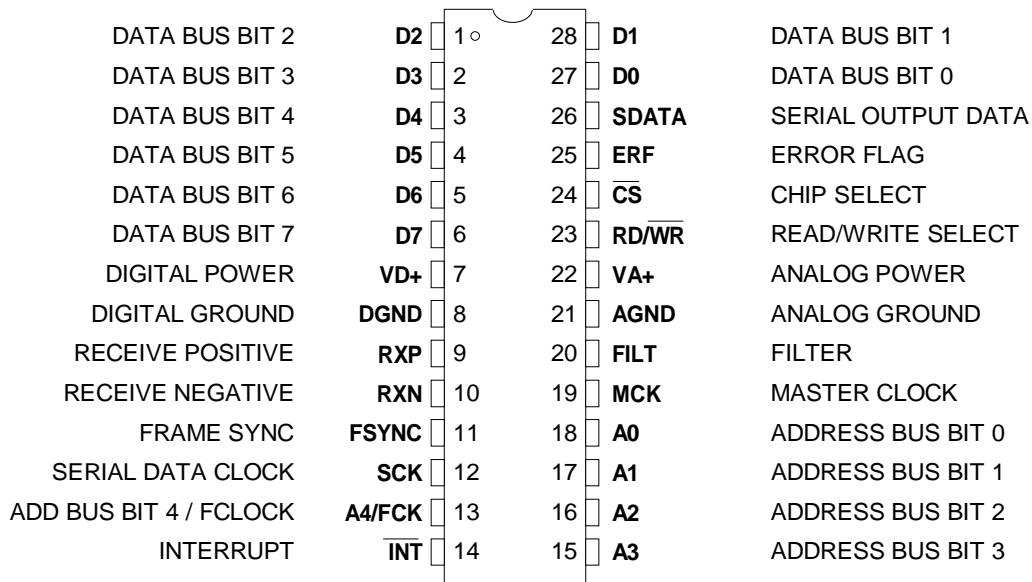 DATA BUS BIT 2 D2 1 28 D1 DATA BUS BIT 1
DATA BUS BIT 3 D3 2 27 D0 DATA BUS BIT 0
DATA BUS BIT 4 D4 3 26 SDATA SERIAL OUTPUT DATA
DATA BUS BIT 5 D5 4 25 ERF ERROR FLAG
DATA BUS BIT 6 D6 5 24 CS CHIP SELECT
DATA BUS BIT 7 D7 6 23 RD/WR READ/WRITE SELECT
DIGITAL POWER VD+ 7 22 VA+ ANALOG POWER
DIGITAL GROUND DGND 8 21 AGND ANALOG GROUND
RECEIVE POSITIVE RXP 9 20 FILT FILTER
RECEIVE NEGATIVE RXN 10 19 MCK MASTER CLOCK
FRAME SYNC FSYNC 11 18 A0 ADDRESS BUS BIT 0
SERIAL DATA CLOCK SCK 12 17 A1 ADDRESS BUS BIT 1
ADD BUS BIT 4 / FCLOCK A4/FCK 13 16 A2 ADDRESS BUS BIT 2
INTERRUPT INT 14 15 A3 ADDRESS BUS BIT 3